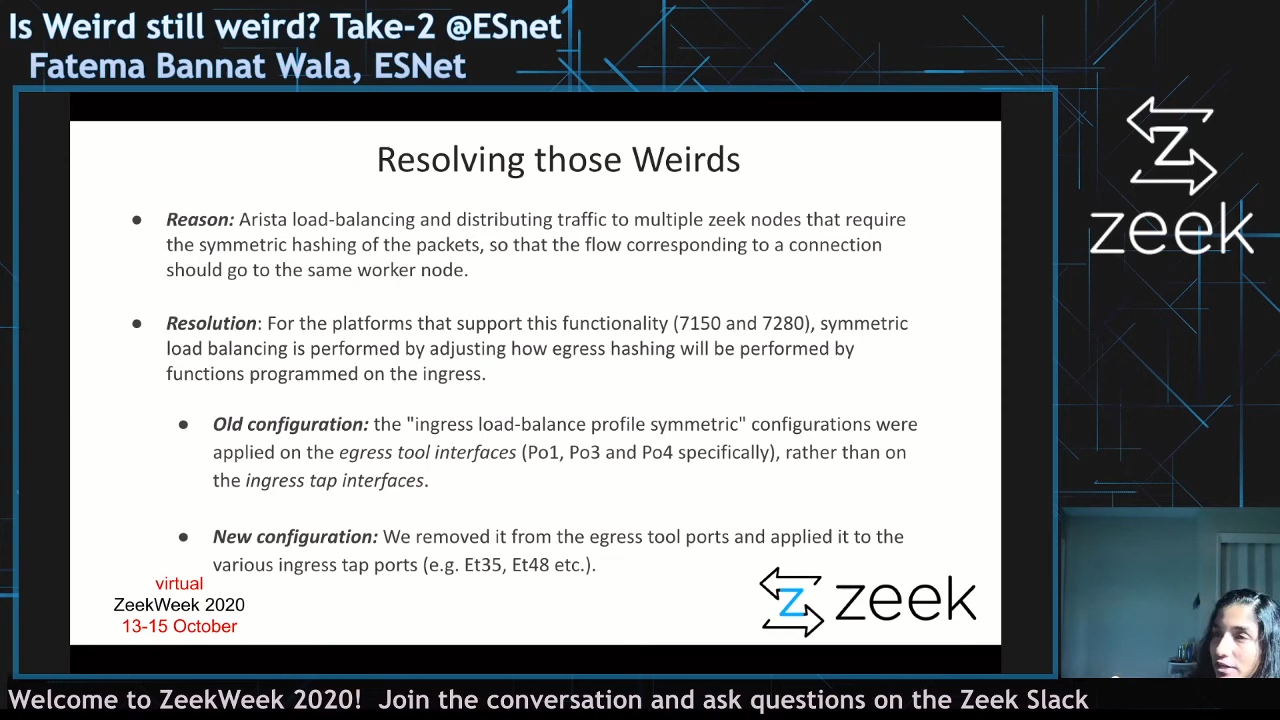 Is Weird still weird? Take-2 @ESnet
Fatema Bannat Wala, ESNet
zeek
Resolving those Weirds
● Reason: Arista load-balancing and distributing traffic to multiple zeek nodes that require
the symmetric hashing of the packets, so that the flow corresponding to a connection
should go to the same worker node.
● Resolution: For the platforms that support this functionality (7150 and 7280), symmetric
load balancing is performed by adjusting how egress hashing will be performed by
functions programmed on the ingress.
● Old configuration: the "ingress load-balance profile symmetric" configurations were
applied on the egress tool interfaces (Po1, Po3 and Po4 specifically), rather than on
the ingress tap interfaces.
● New configuration: We removed it from the egress tool ports and applied it to the
various ingress tap ports (e.g. Et35, Et48 etc.).
virtual
ZeekWeek 2020
13-15 October
zeek
Welcome to ZeekWeek 2020! Join the conversation and ask questions on the Zeek Slack